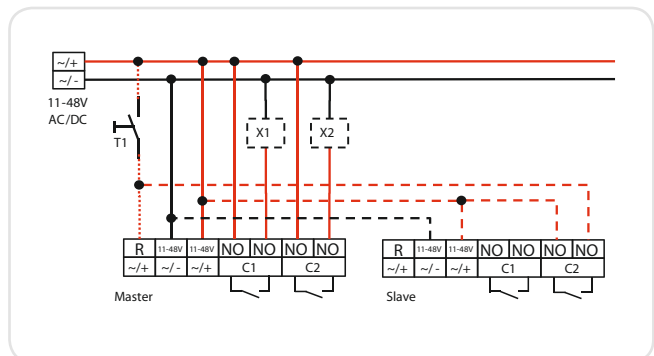 ~/+
~/-
11-48V
AC/DC
T1
X1 X2
R 11-48V 11-48V NO NO NO NO
~/+ ~/- ~/+ C1 C2
Master
R 11-48V 11-48V NO NO NO NO
~/+ ~/- ~/+ C1 C2
Slave